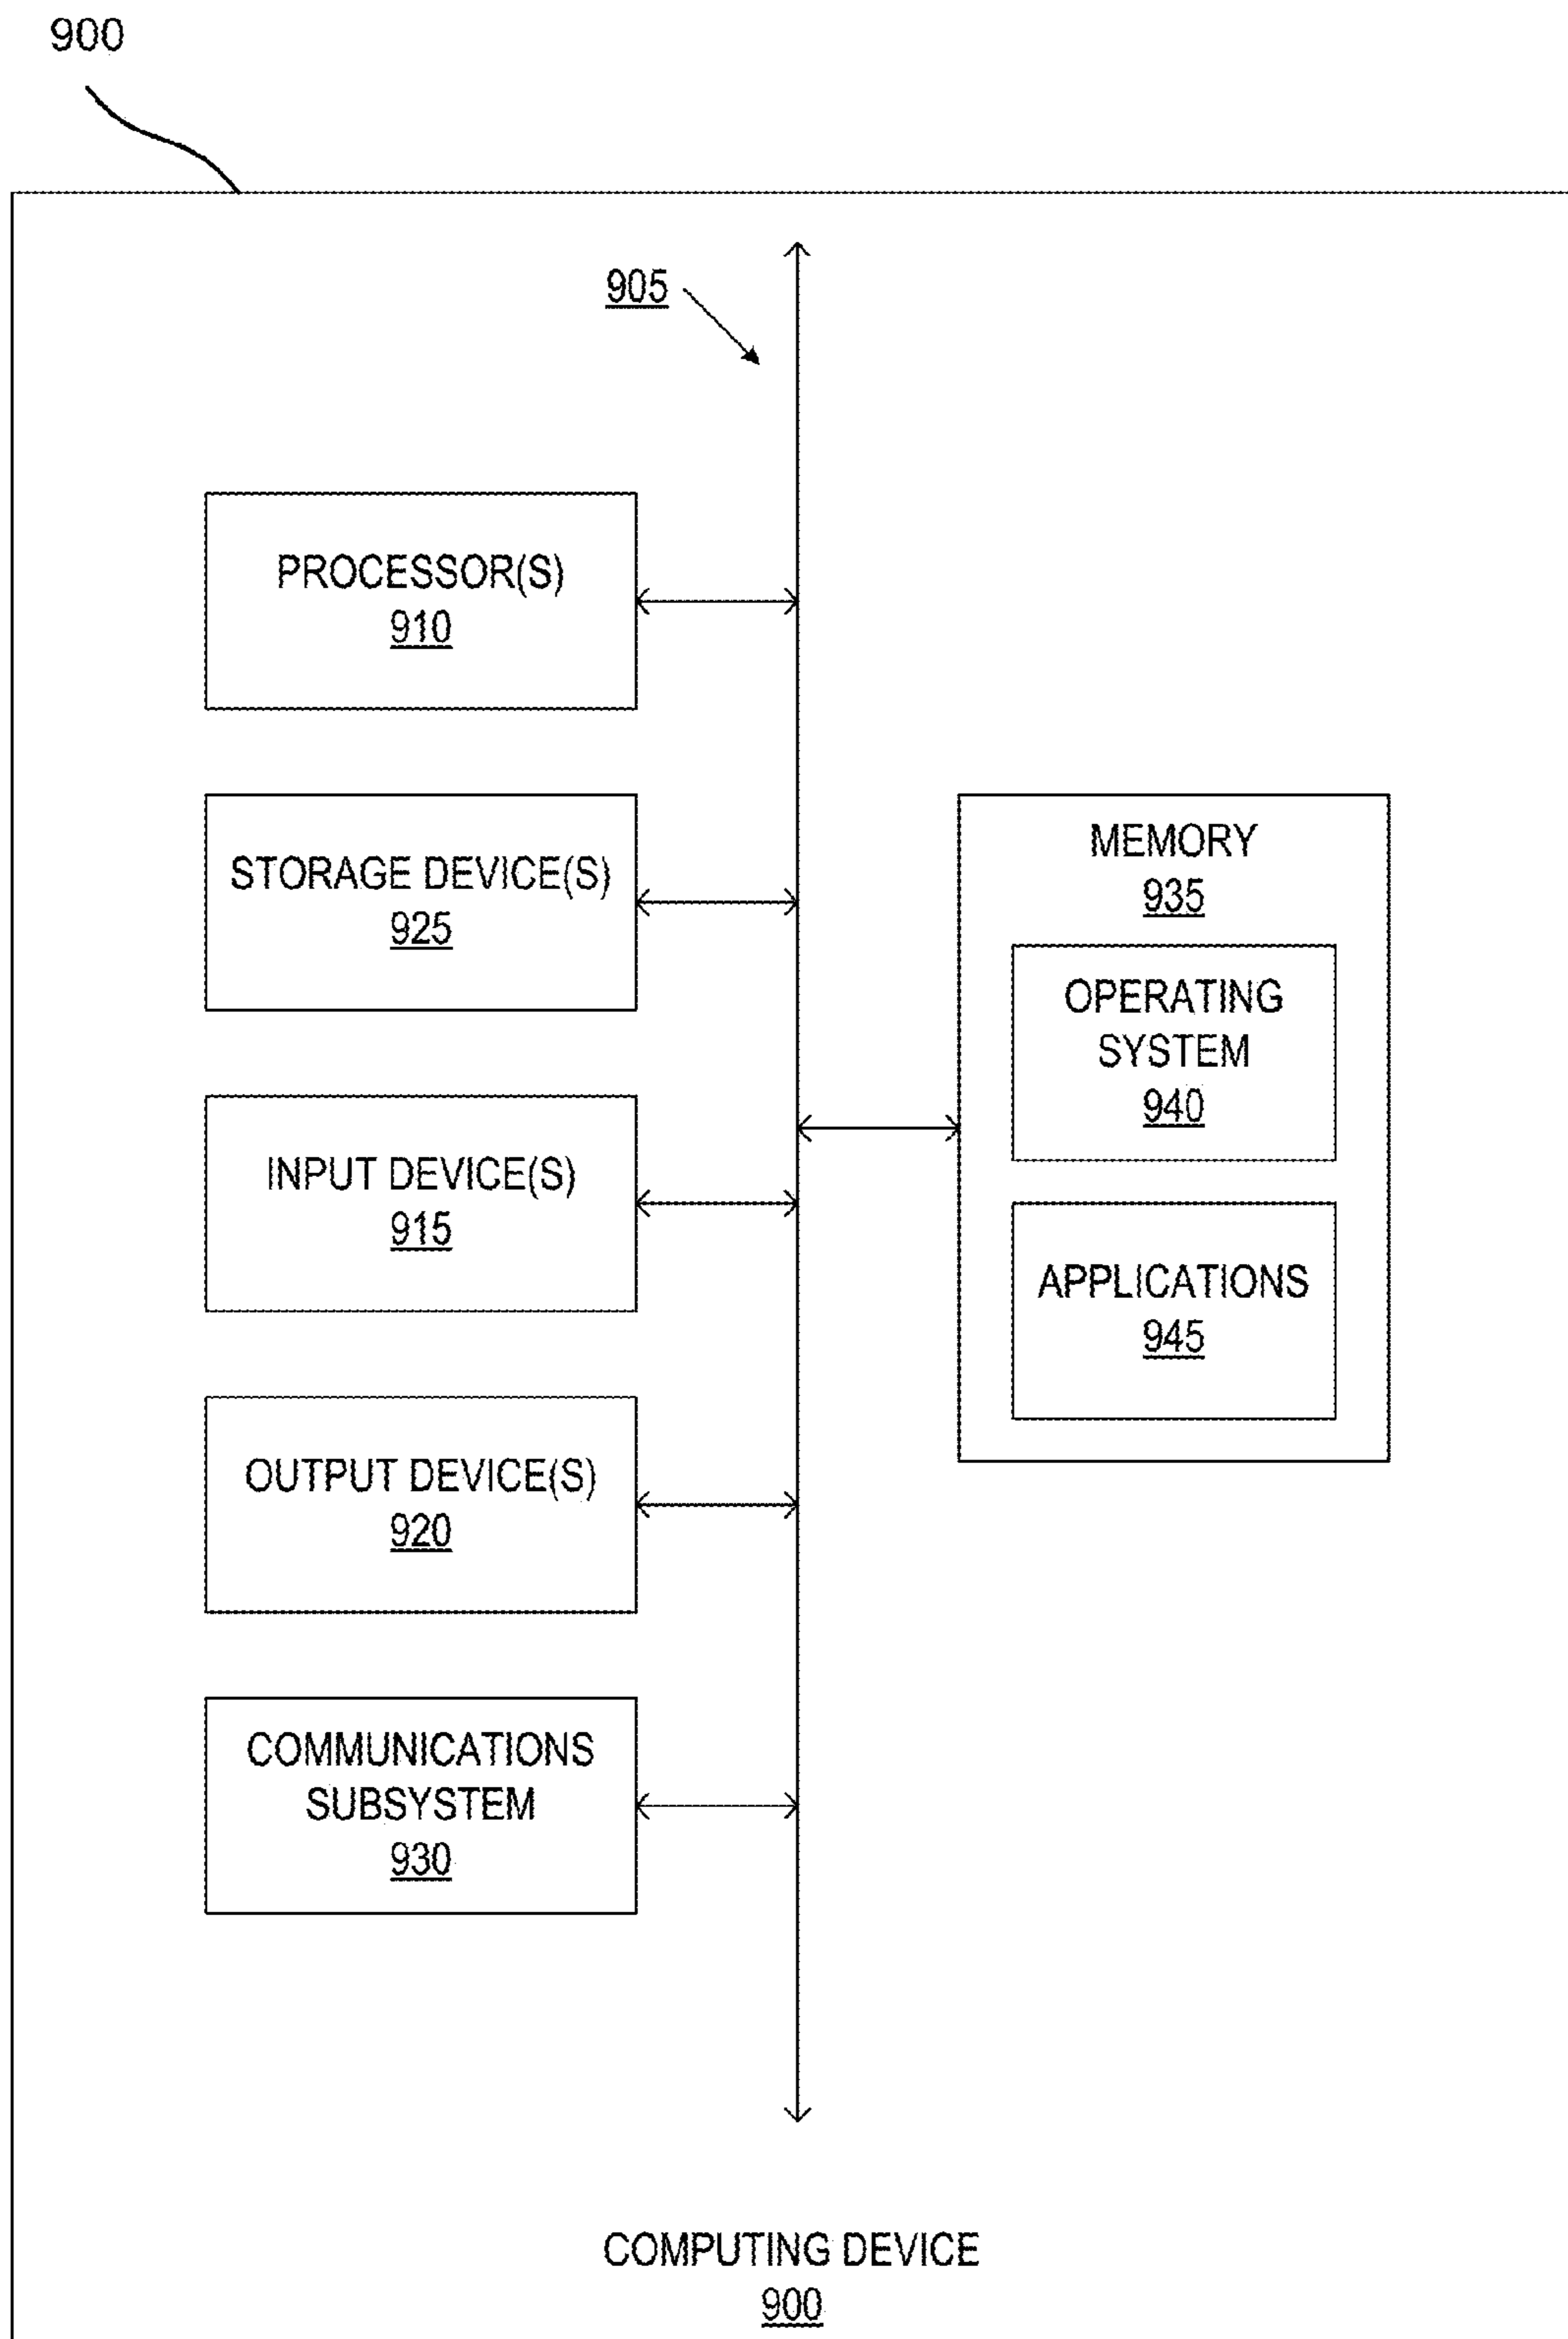 900
905
PROCESSOR(S)
910
STORAGE DEVICE(S)
925
INPUT DEVICE(S)
915
OUTPUT DEVICE(S)
920
COMMUNICATIONS
SUBSYSTEM
930
MEMORY
935
OPERATING
SYSTEM
940
APPLICATIONS
945
COMPUTING DEVICE
900